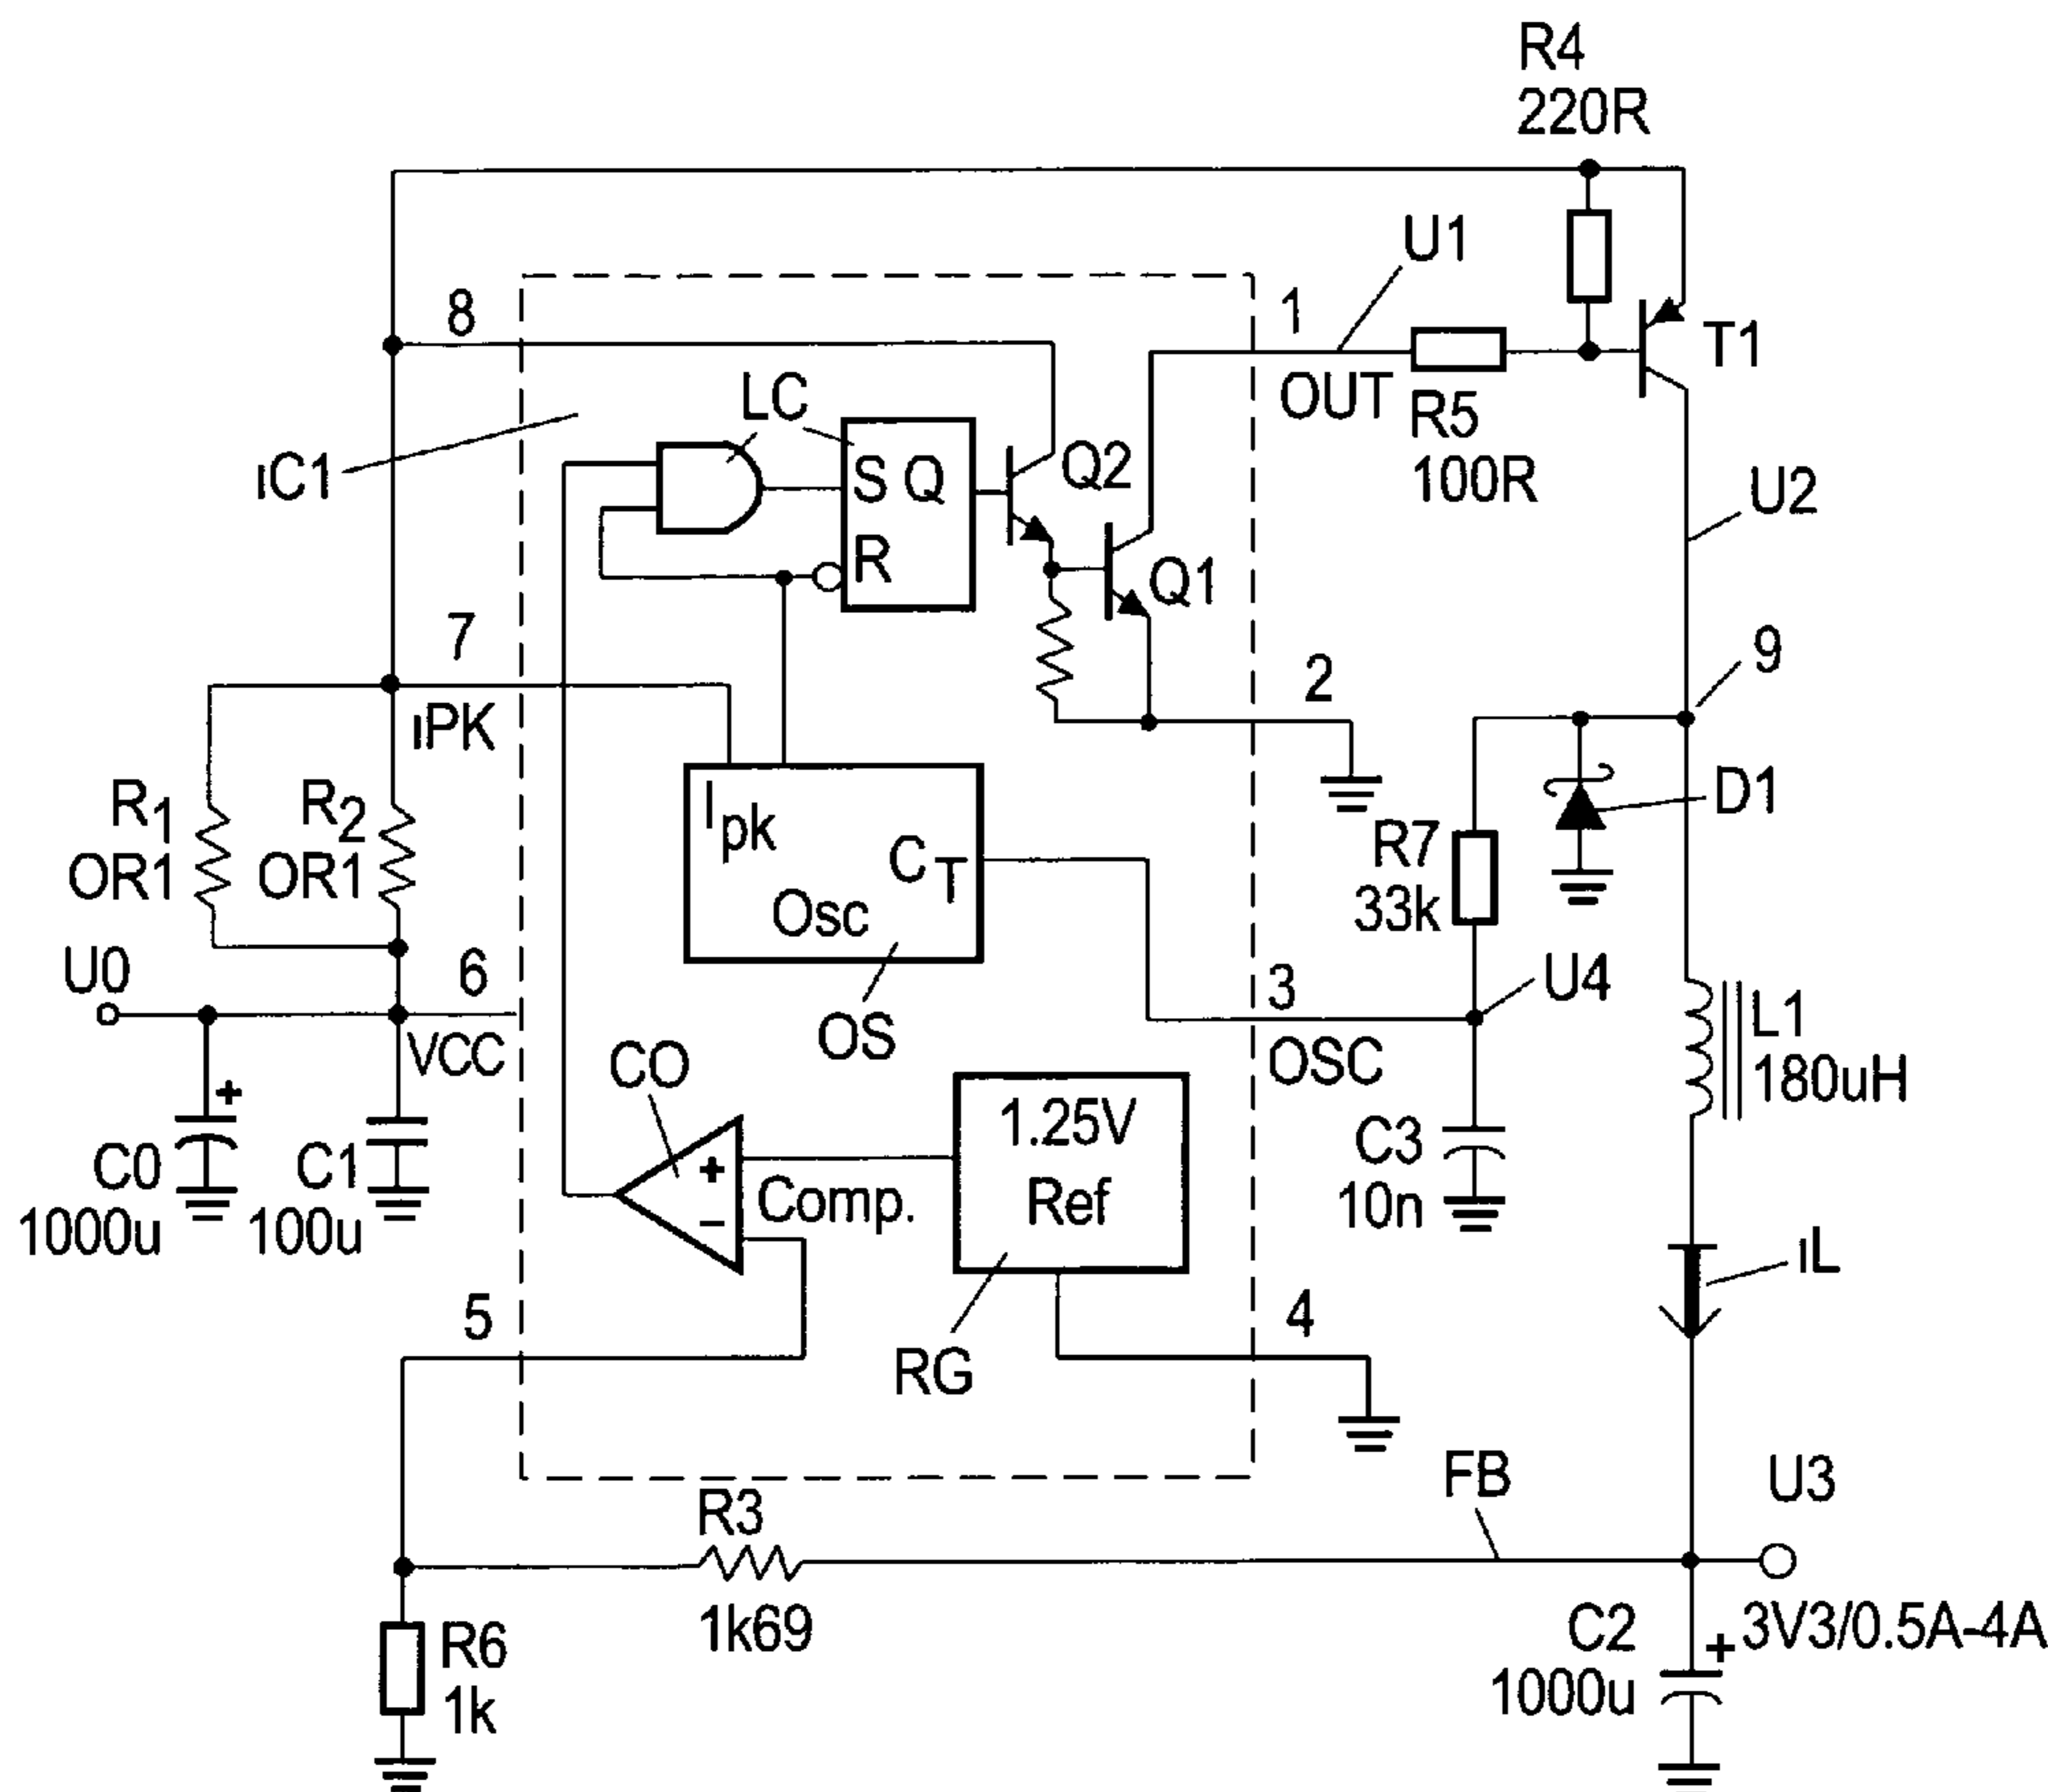 R4
220R
U1
8
1
T1
LC
OUT
R5
100R
ıC1
S Q
R
Q2
U2
Q1
7
2
9
ıPK
R1
OR1
R2
OR1
Ipk
CT
Osc
R7
33k
D1
U0
6
3
U4
VCC
OS
OSC
L1
180uH
CO
1.25V
Ref
+
C0
1000u
C1
100u
+
Comp.
−
C3
10n
ıL
5
4
RG
FB
U3
R3
1k69
3V3/0.5A-4A
R6
1k
C2
1000u
+